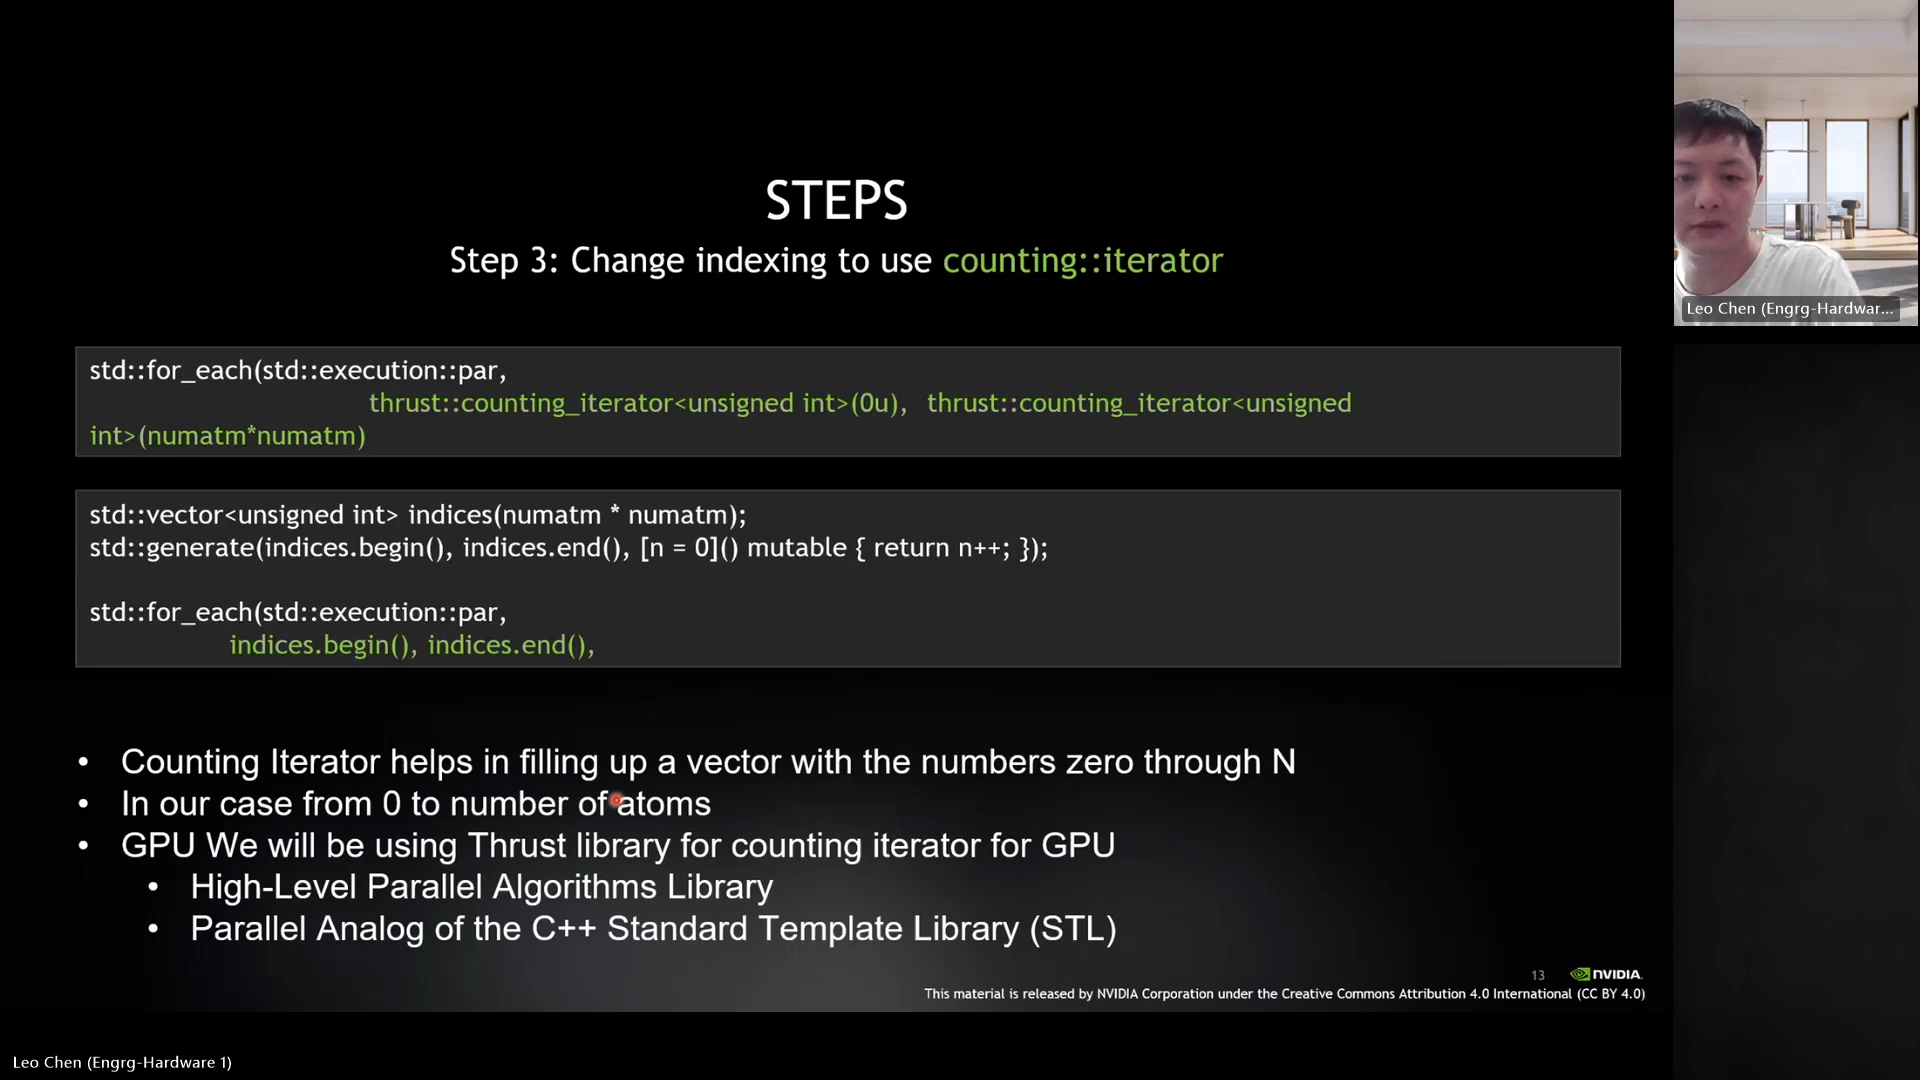 STEPS
Step 3: Change indexing to use counting::iterator
std::for_each(std::execution::par,
thrust::counting_iterator<unsigned int>(0u), thrust::counting_iterator<unsigned
int>(numatm*numatm)
std::vector<unsigned int> indices(numatm * numatm);
std::generate(indices.begin(), indices.end(), [n = 0]() mutable { return n++; });
std::for_each(std::execution::par,
indices.begin(), indices.end(),
• Counting Iterator helps in filling up a vector with the numbers zero through N
• In our case from 0 to number of atoms
• GPU We will be using Thrust library for counting iterator for GPU
• High-Level Parallel Algorithms Library
• Parallel Analog of the C++ Standard Template Library (STL)
13 NVIDIA.
This material is released by NVIDIA Corporation under the Creative Commons Attribution 4.0 International (CC BY 4.0)
Leo Chen (Engrg-Hardwar...
Leo Chen (Engrg-Hardware 1)